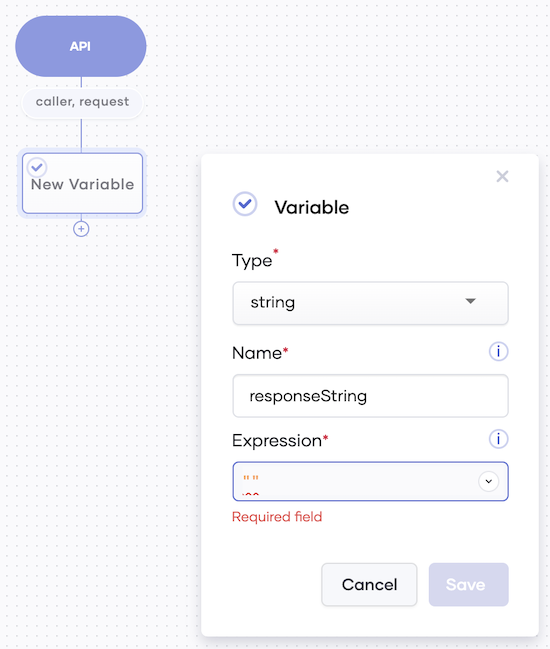 API
caller, request
New Variable
Variable
Type*
string
Name*
i
responseString
Expression*
i
""
Required field
Cancel
Save